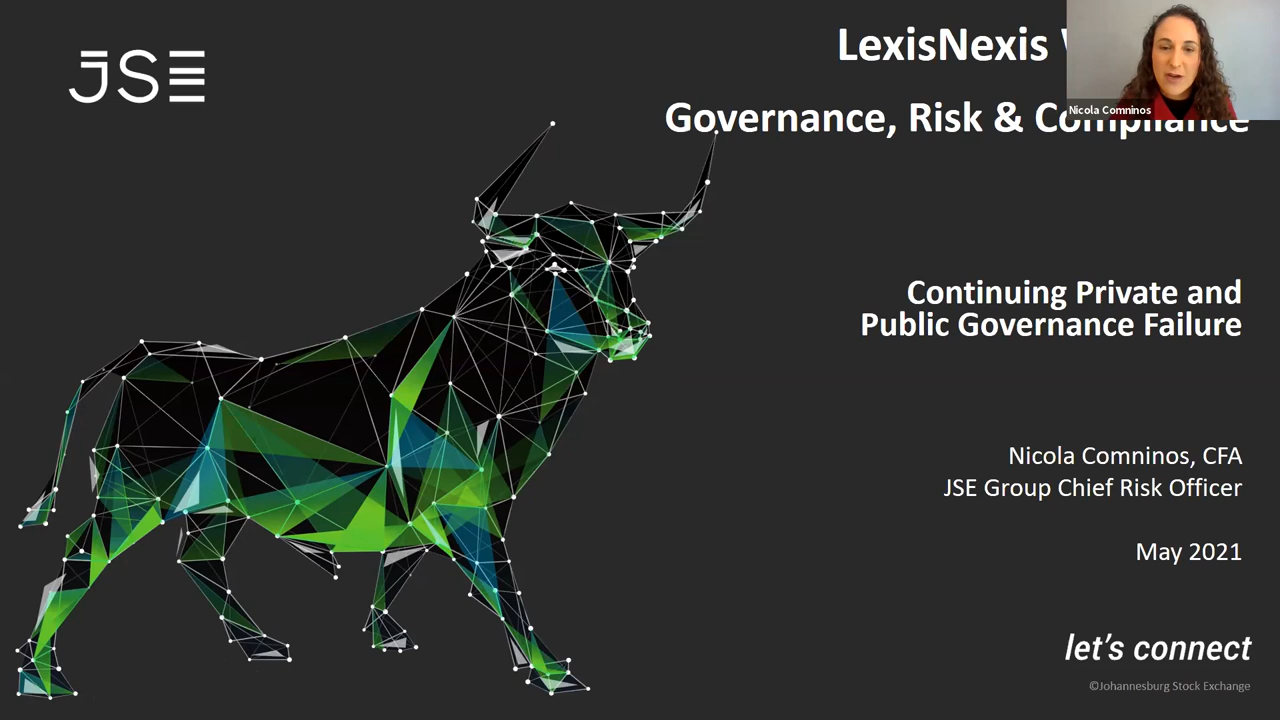 JSE
LexisNexis
Nicola Comninos
Governance, Risk & Compliance
Continuing Private and
Public Governance Failure
Nicola Comninos, CFA
JSE Group Chief Risk Officer
May 2021
let's connect
©Johannesburg Stock Exchange